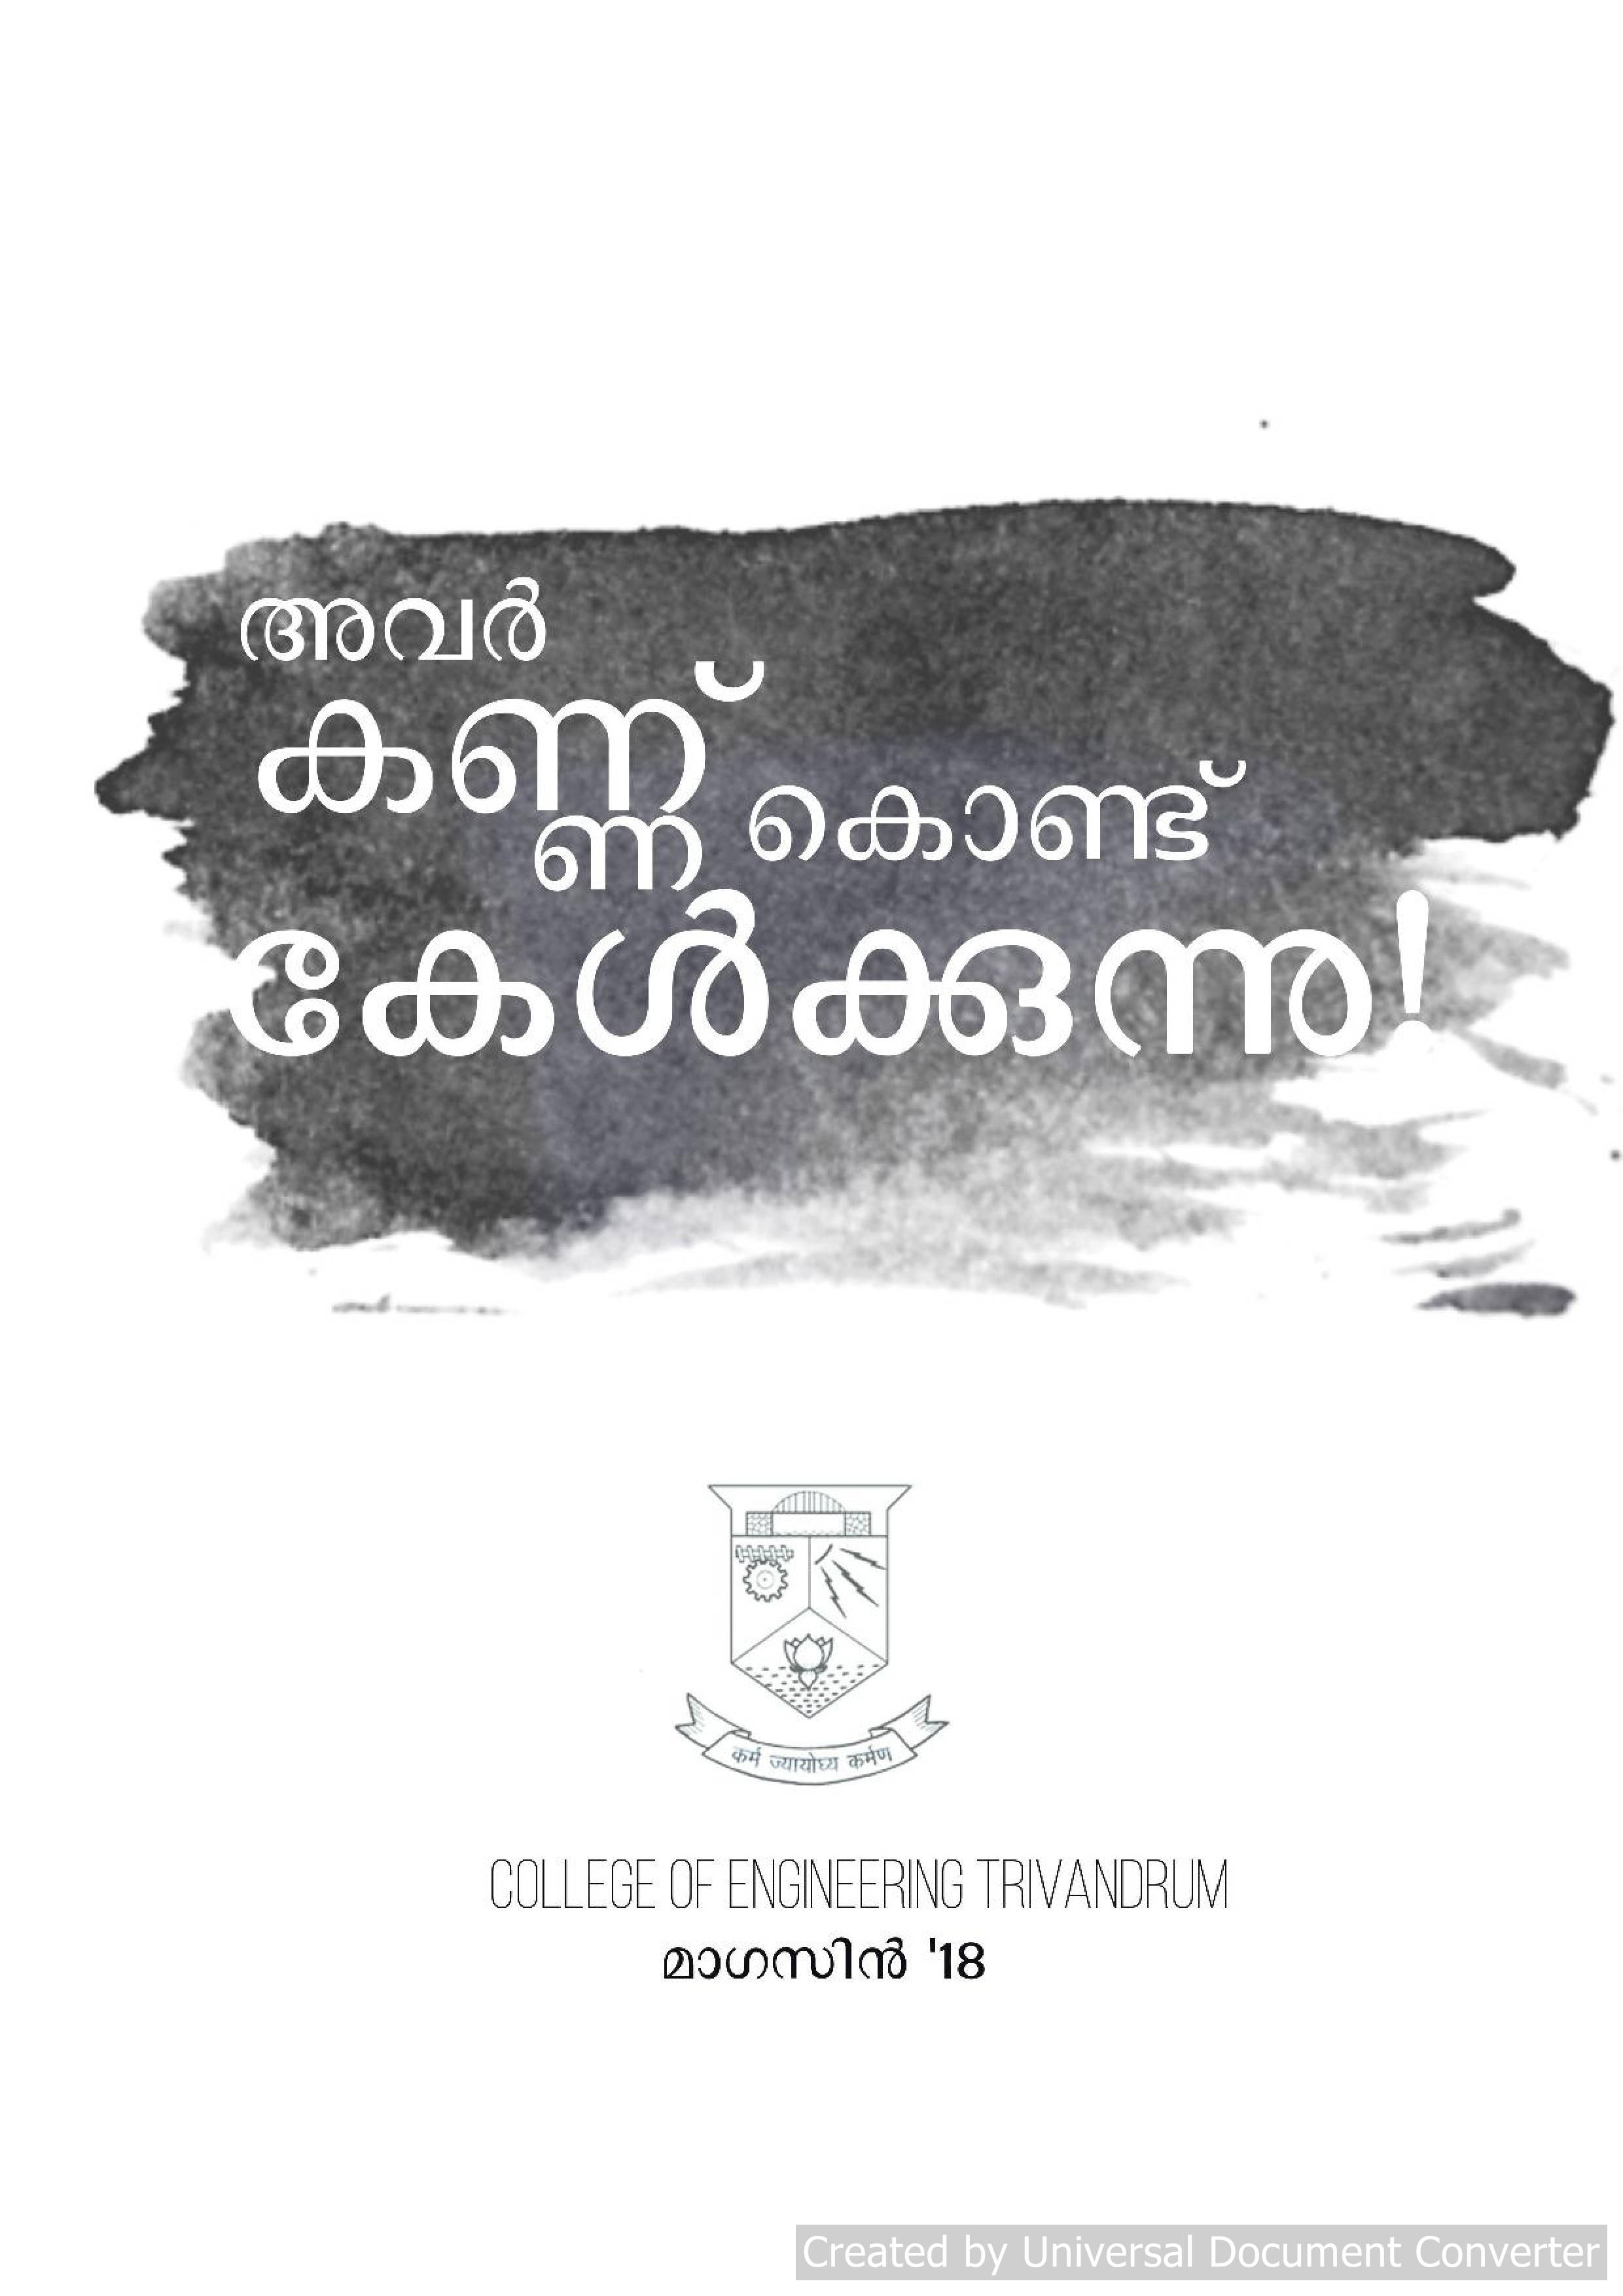 അവർ
കണ്ണ് കൊണ്ട്
കേൾക്കുന്നു!
कर्म ज्यायोध्य कर्मण
COLLEGE OF ENGINEERING TRIVANDRUM
മാഗസിൻ '18
Created by Universal Document Converter